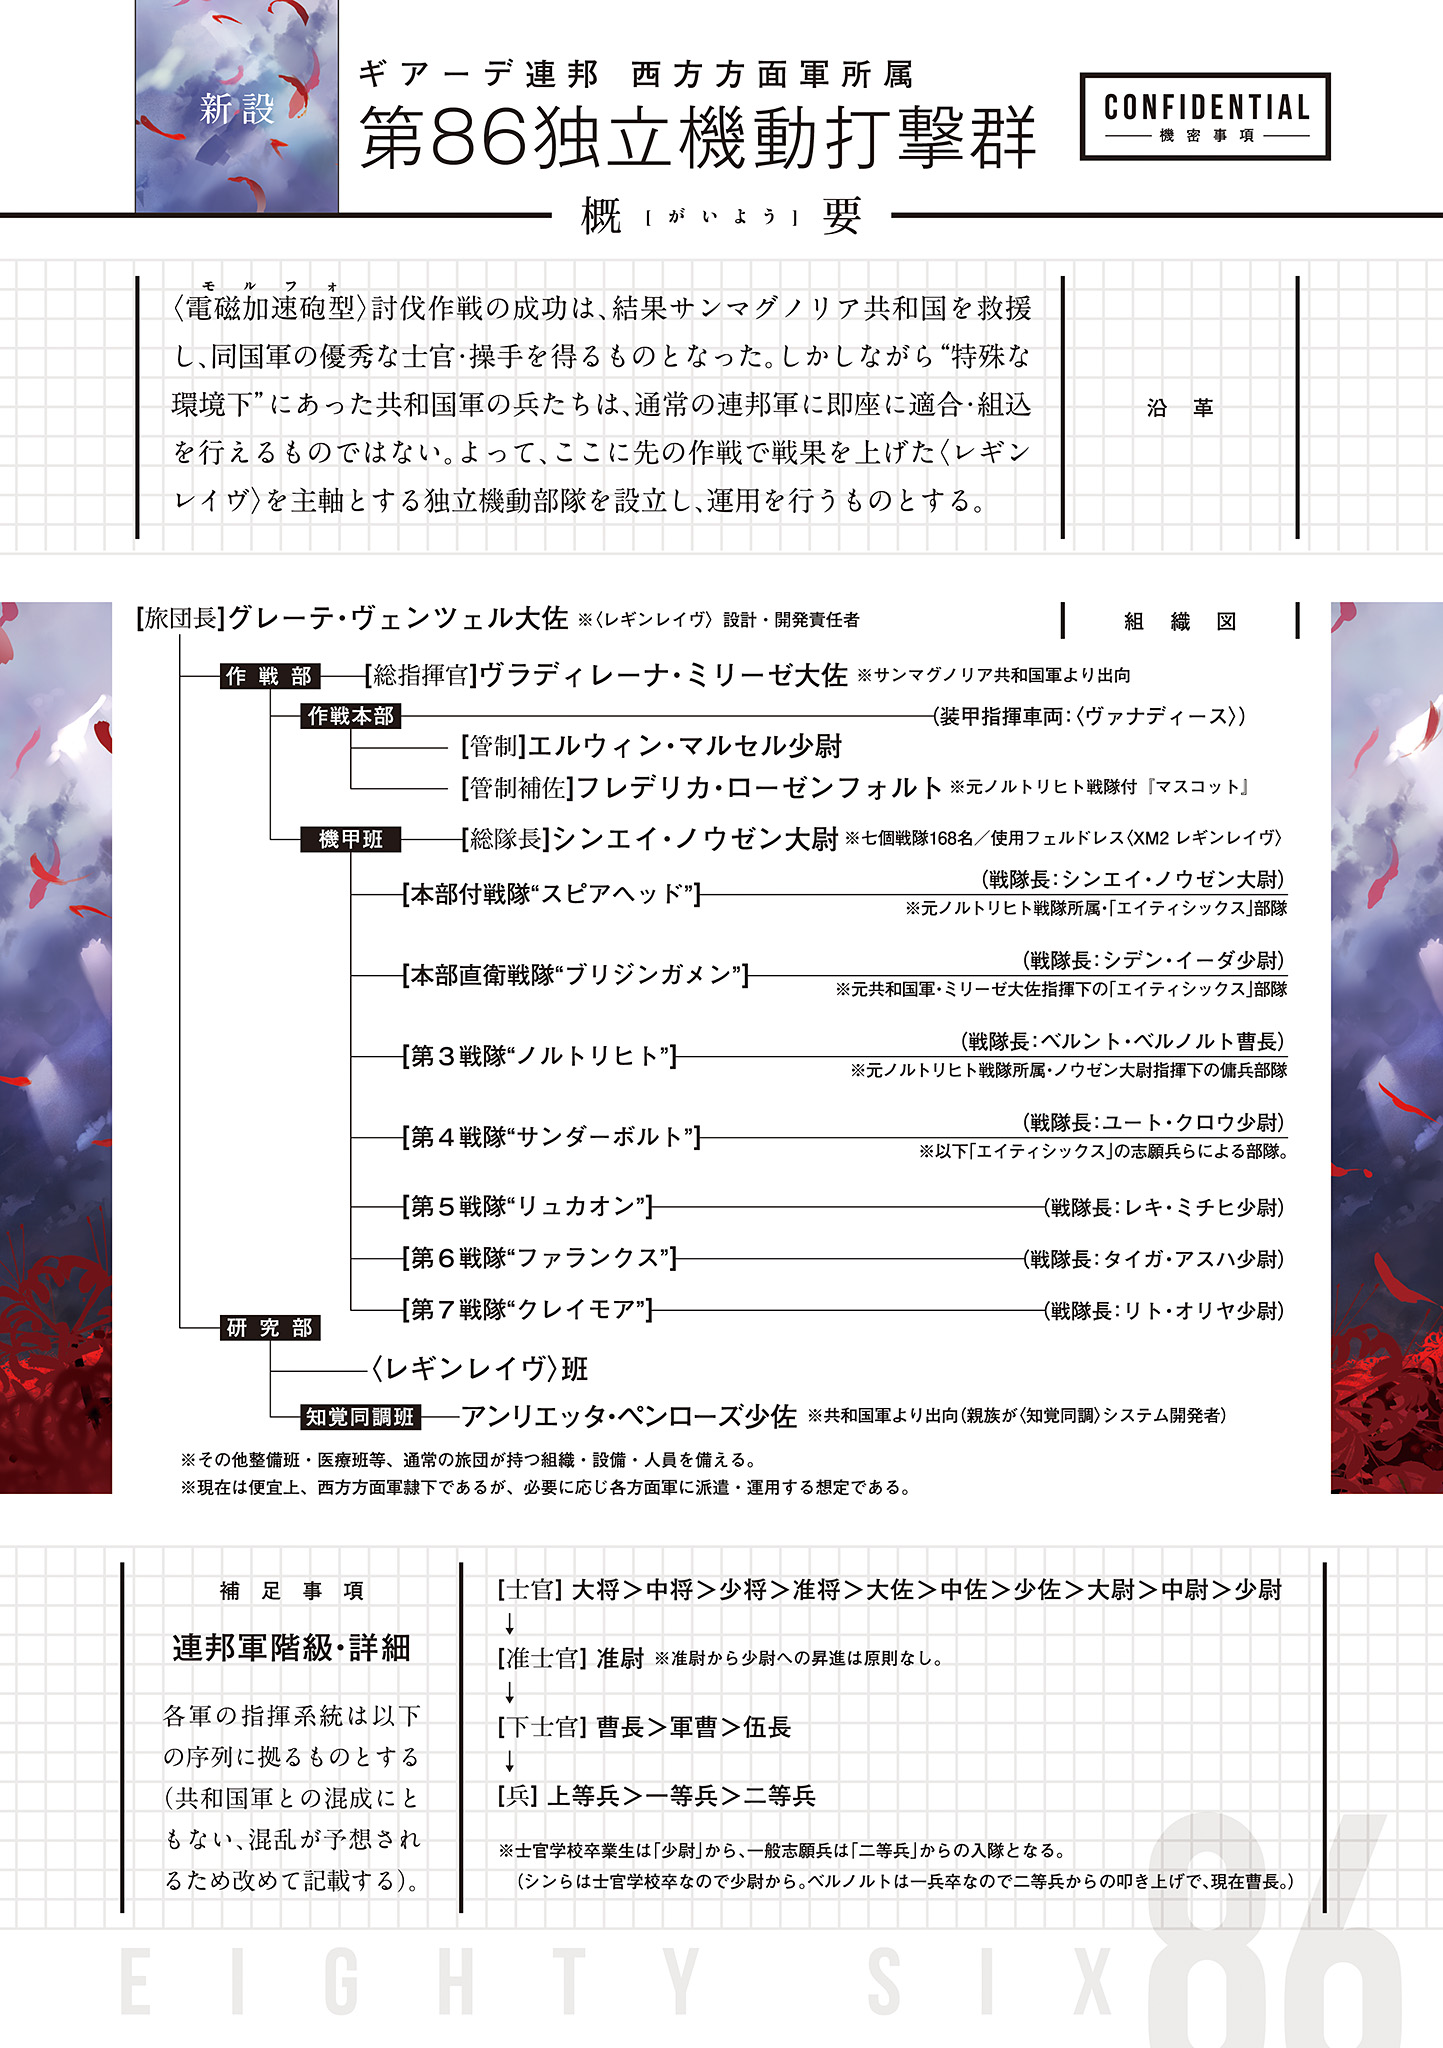 新設
ギアーデ連邦 西方方面軍所属
第86独立機動打撃群
CONFIDENTIAL
機密事項
概[がいよう]要
モルフォ
〈電磁加速砲型〉討伐作戦の成功は、結果サンマグノリア共和国を救援
し、同国軍の優秀な士官・操手を得るものとなった。しかしながら“特殊な
環境下”にあった共和国軍の兵たちは、通常の連邦軍に即座に適合・組込
を行えるものではない。よって、ここに先の作戦で戦果を上げた〈レギン
レイヴ〉を主軸とする独立機動部隊を設立し、運用を行うものとする。
沿革
[旅団長]グレーテ・ヴェンツェル大佐 ※〈レギンレイヴ〉設計・開発責任者
組織図
作戦部 [総指揮官]ヴラディレーナ・ミリーゼ大佐 ※サンマグノリア共和国軍より出向
作戦本部 (装甲指揮車両:〈ヴァナディース〉)
[管制]エルウィン・マルセル少尉
[管制補佐]フレデリカ・ローゼンフォルト ※元ノルトリヒト戦隊付『マスコット』
機甲班 [総隊長]シンエイ・ノウゼン大尉 ※七個戦隊168名／使用フェルドレス〈XM2 レギンレイヴ〉
[本部付戦隊“スピアヘッド”] (戦隊長:シンエイ・ノウゼン大尉)
※元ノルトリヒト戦隊所属・「エイティシックス」部隊
[本部直衛戦隊“ブリジンガメン”] (戦隊長:シデン・イーダ少尉)
※元共和国軍・ミリーゼ大佐指揮下の「エイティシックス」部隊
[第３戦隊“ノルトリヒト”] (戦隊長:ベルント・ベルノルト曹長)
※元ノルトリヒト戦隊所属・ノウゼン大尉指揮下の傭兵部隊
[第４戦隊“サンダーボルト”] (戦隊長:ユート・クロウ少尉)
※以下「エイティシックス」の志願兵らによる部隊。
[第５戦隊“リュカオン”] (戦隊長:レキ・ミチヒ少尉)
[第６戦隊“ファランクス”] (戦隊長:タイガ・アスハ少尉)
[第７戦隊“クレイモア”] (戦隊長:リト・オリヤ少尉)
研究部
〈レギンレイヴ〉班
知覚同調班 アンリエッタ・ペンローズ少佐 ※共和国軍より出向(親族が〈知覚同調〉システム開発者)
※その他整備班・医療班等、通常の旅団が持つ組織・設備・人員を備える。
※現在は便宜上、西方方面軍隷下であるが、必要に応じ各方面軍に派遣・運用する想定である。
補足事項
連邦軍階級・詳細
各軍の指揮系統は以下
の序列に拠るものとする
(共和国軍との混成にと
もない、混乱が予想され
るため改めて記載する)。
[士官] 大将＞中将＞少将＞准将＞大佐＞中佐＞少佐＞大尉＞中尉＞少尉
↓
[准士官] 准尉 ※准尉から少尉への昇進は原則なし。
↓
[下士官] 曹長＞軍曹＞伍長
↓
[兵] 上等兵＞一等兵＞二等兵
※士官学校卒業生は「少尉」から、一般志願兵は「二等兵」からの入隊となる。
(シンらは士官学校卒なので少尉から。ベルノルトは一兵卒なので二等兵からの叩き上げで、現在曹長。)
EIGHTY SIX
86